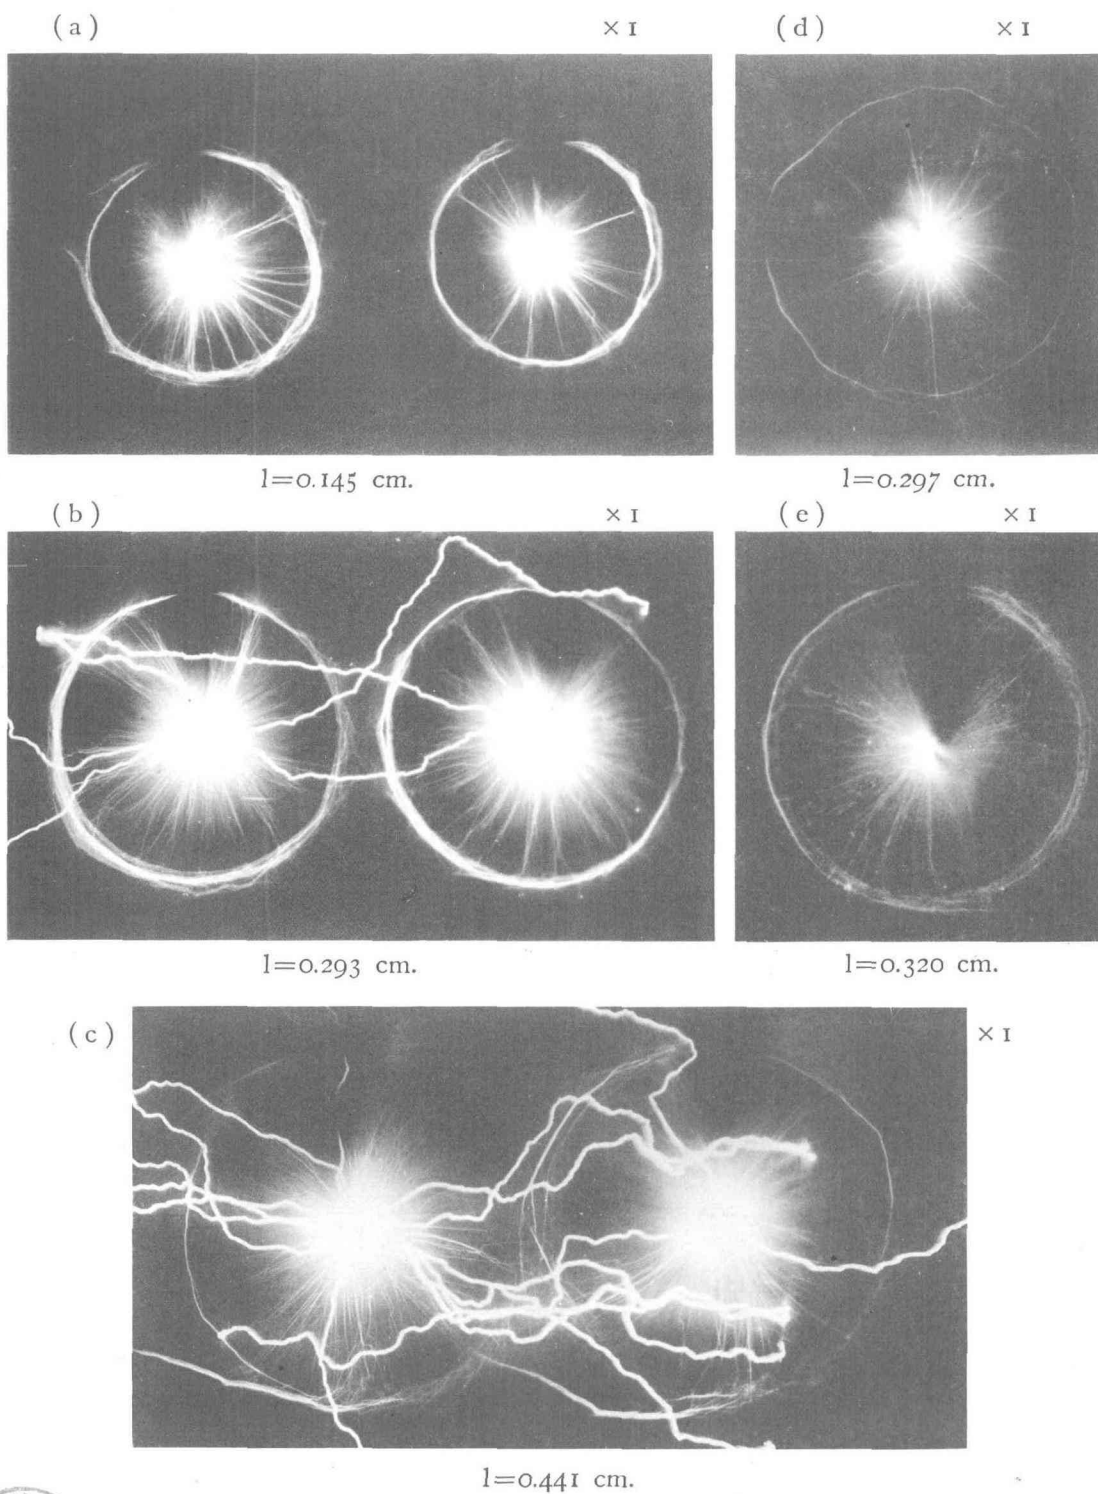 (a) ×1 (d) ×1
l=0.145 cm. l=0.297 cm.
(b) ×1 (e) ×1
l=0.293 cm. l=0.320 cm.
(c) ×1
l=0.441 cm.